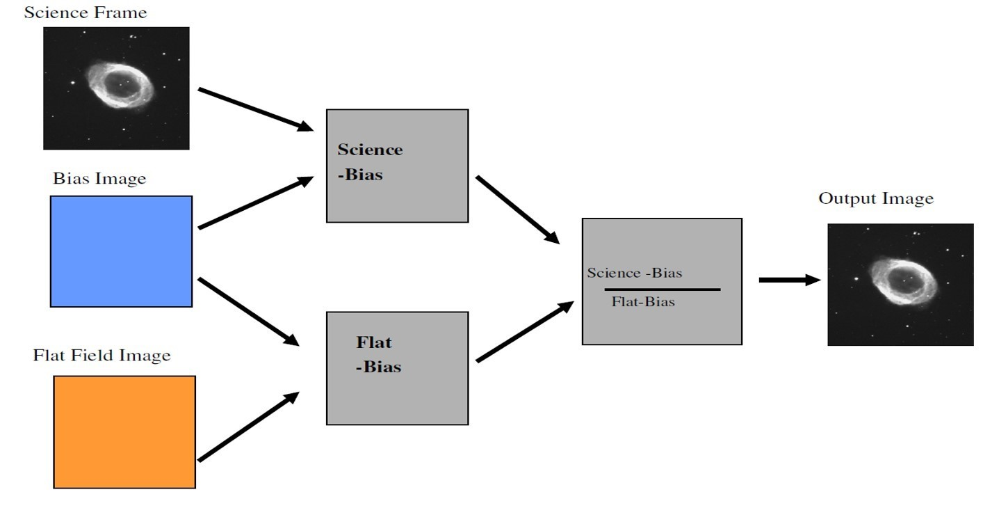 Science Frame
Bias Image
Flat Field Image
Science
-Bias
Flat
-Bias
Science -Bias
Flat-Bias
Output Image